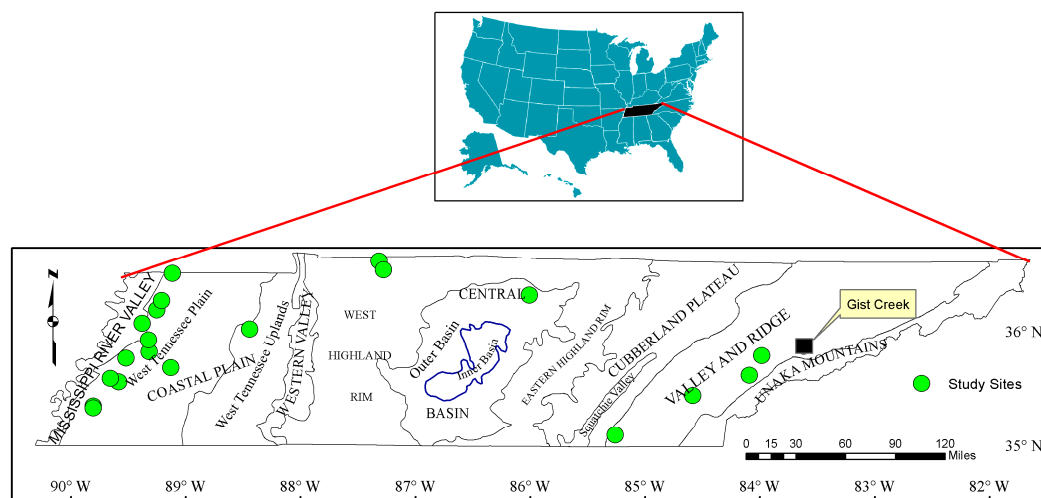 N
MISSISSIPPI RIVER VALLEY
West Tennessee Plain
COASTAL PLAIN
West Tennessee Uplands
WESTERN VALLEY
WEST
HIGHLAND
RIM
CENTRAL
Outer Basin
Inner Basin
BASIN
EASTERN HIGHLAND RIM
Squatchie Valley
CUBBERLAND PLATEAU
VALLEY AND RIDGE
UNAKA MOUNTAINS
Gist Creek
Study Sites
36° N
35° N
0 15 30 60 90 120
Miles
90° W 89° W 88° W 87° W 86° W 85° W 84° W 83° W 82° W